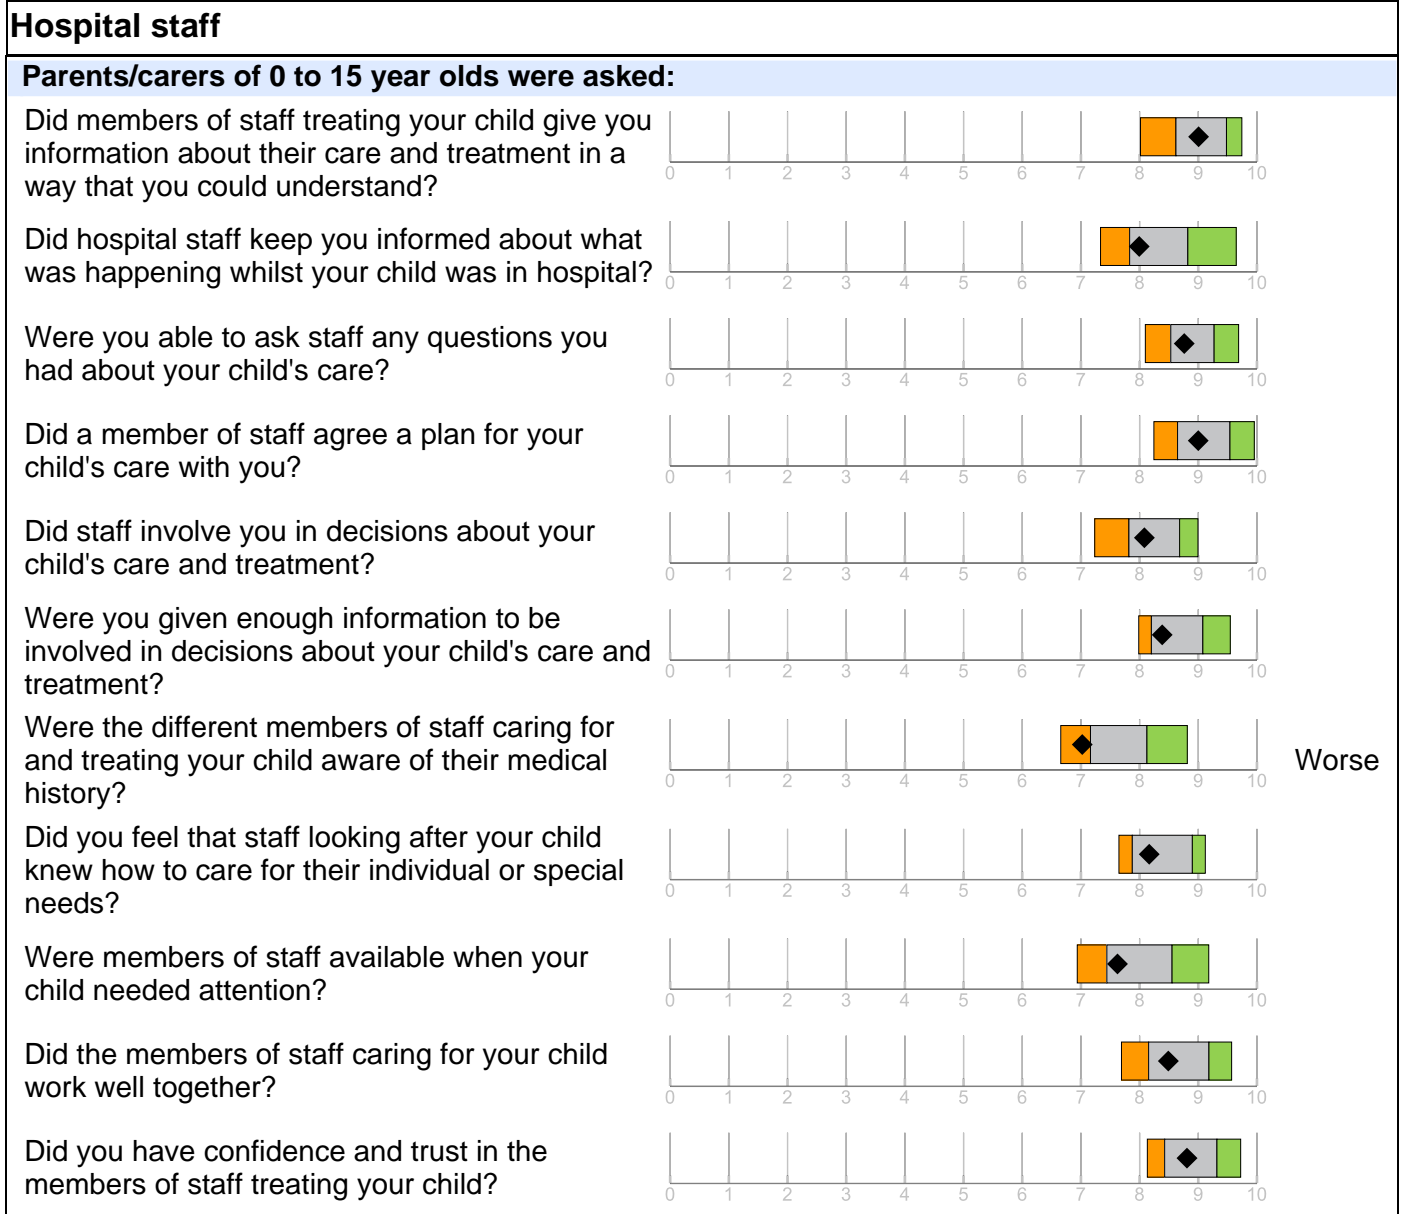 Hospital staff
Parents/carers of 0 to 15 year olds were asked:
Did members of staff treating your child give you
information about their care and treatment in a
way that you could understand?
0 1 2 3 4 5 6 7 8 9 10
Did hospital staff keep you informed about what
was happening whilst your child was in hospital?
0 1 2 3 4 5 6 7 8 9 10
Were you able to ask staff any questions you
had about your child's care?
0 1 2 3 4 5 6 7 8 9 10
Did a member of staff agree a plan for your
child's care with you?
0 1 2 3 4 5 6 7 8 9 10
Did staff involve you in decisions about your
child's care and treatment?
0 1 2 3 4 5 6 7 8 9 10
Were you given enough information to be
involved in decisions about your child's care and
treatment?
0 1 2 3 4 5 6 7 8 9 10
Were the different members of staff caring for
and treating your child aware of their medical
history?
0 1 2 3 4 5 6 7 8 9 10
Worse
Did you feel that staff looking after your child
knew how to care for their individual or special
needs?
0 1 2 3 4 5 6 7 8 9 10
Were members of staff available when your
child needed attention?
0 1 2 3 4 5 6 7 8 9 10
Did the members of staff caring for your child
work well together?
0 1 2 3 4 5 6 7 8 9 10
Did you have confidence and trust in the
members of staff treating your child?
0 1 2 3 4 5 6 7 8 9 10